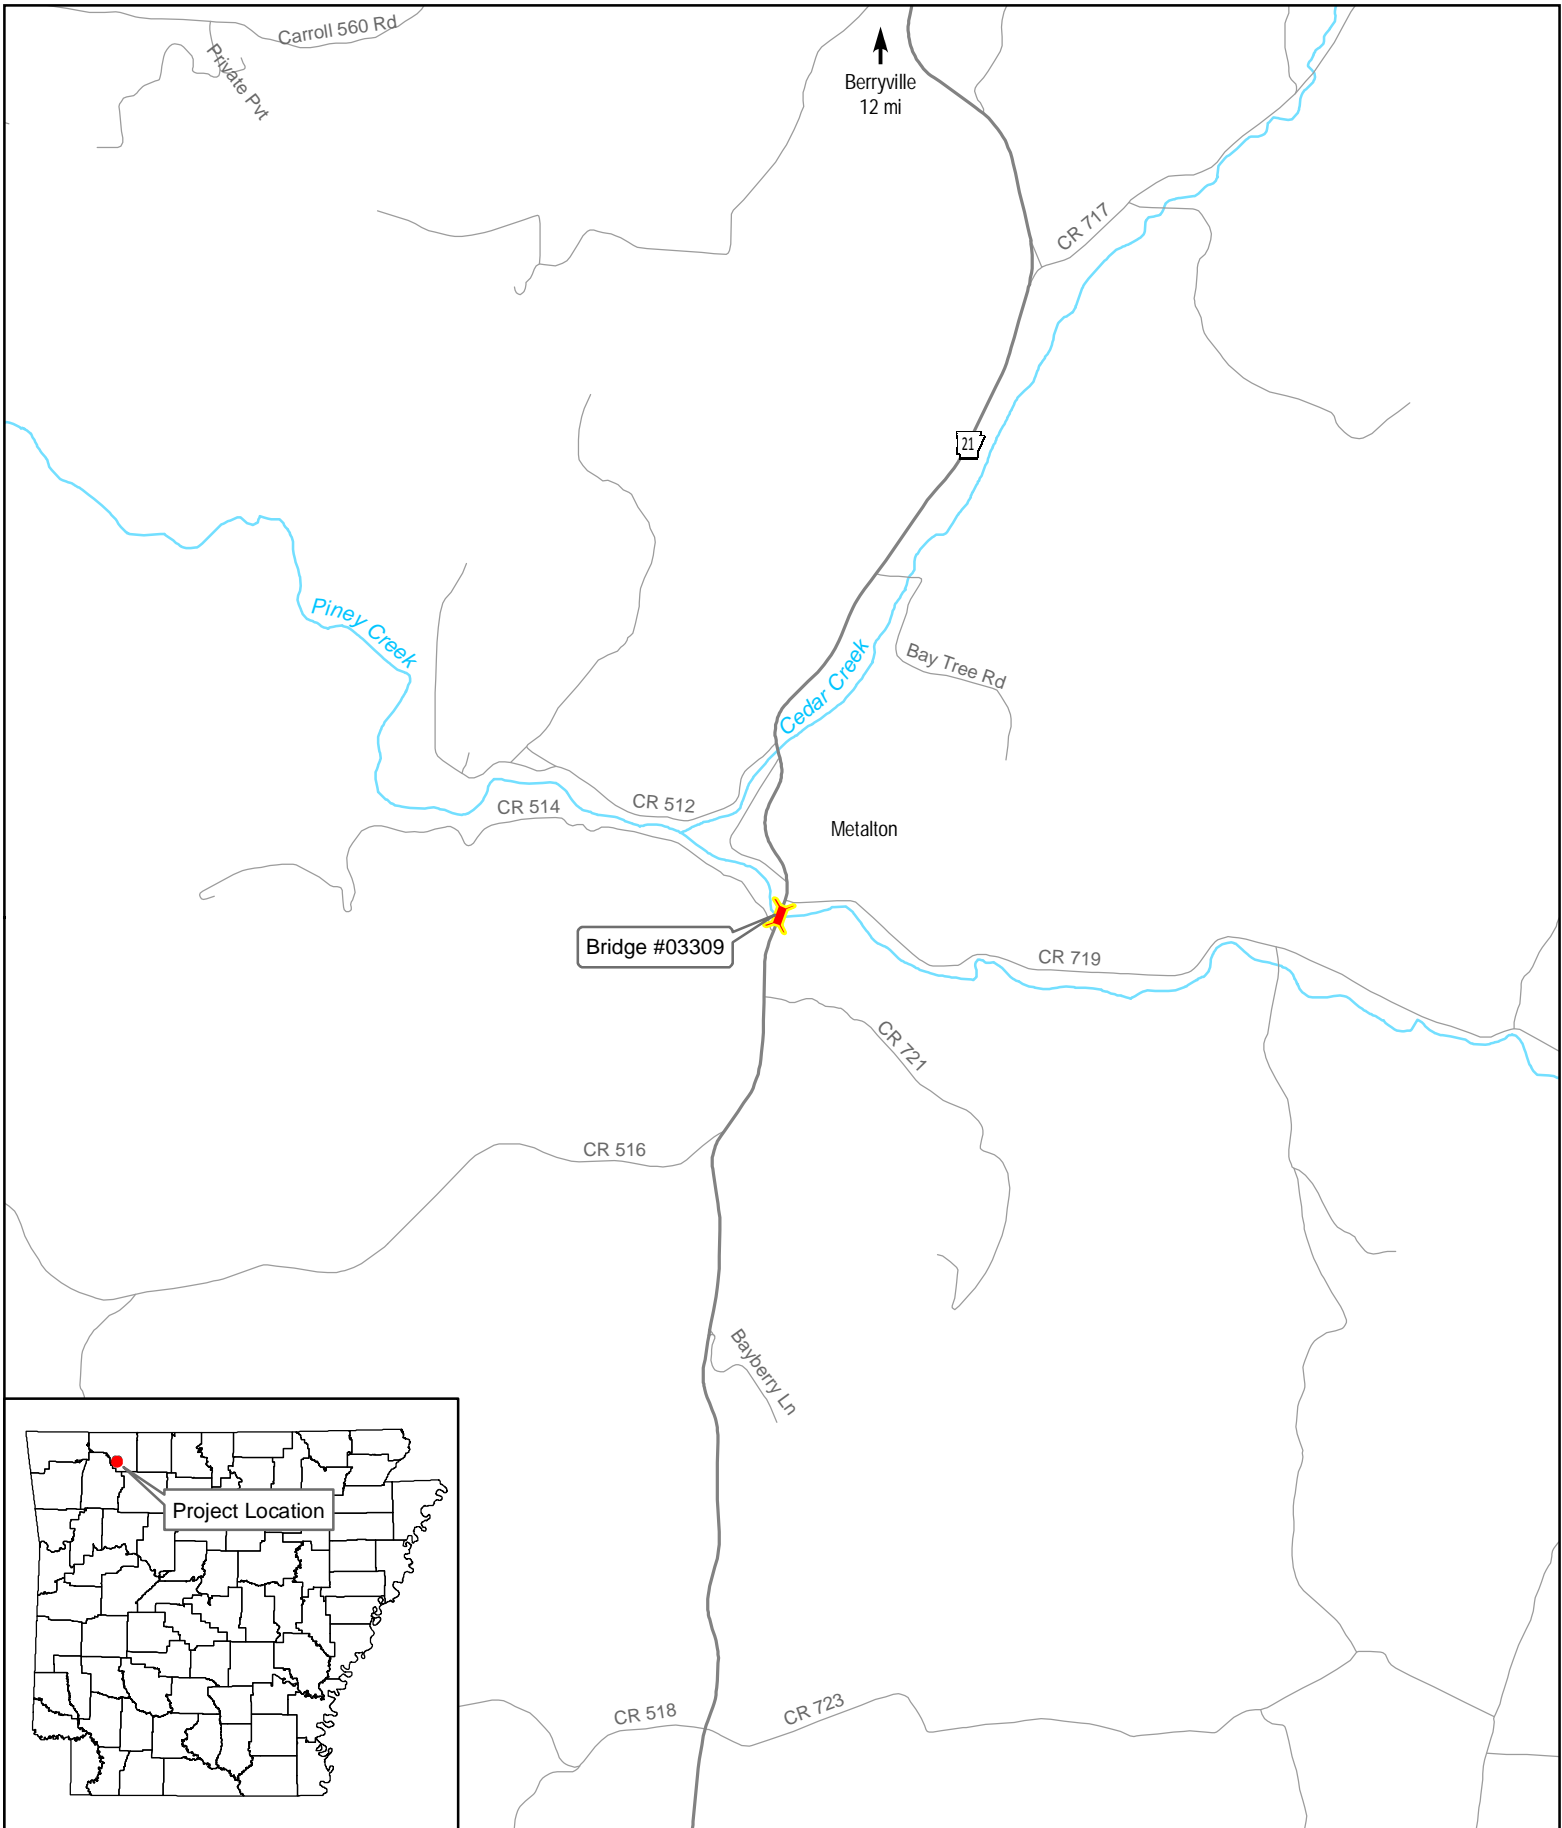 Carroll 560 Rd
Private Pvt
Berryville
12 mi
CR 717
21
Piney Creek
Cedar Creek
Bay Tree Rd
CR 514
CR 512
Metalton
Bridge #03309
CR 719
CR 721
CR 516
Bayberry Ln
Project Location
CR 518
CR 723